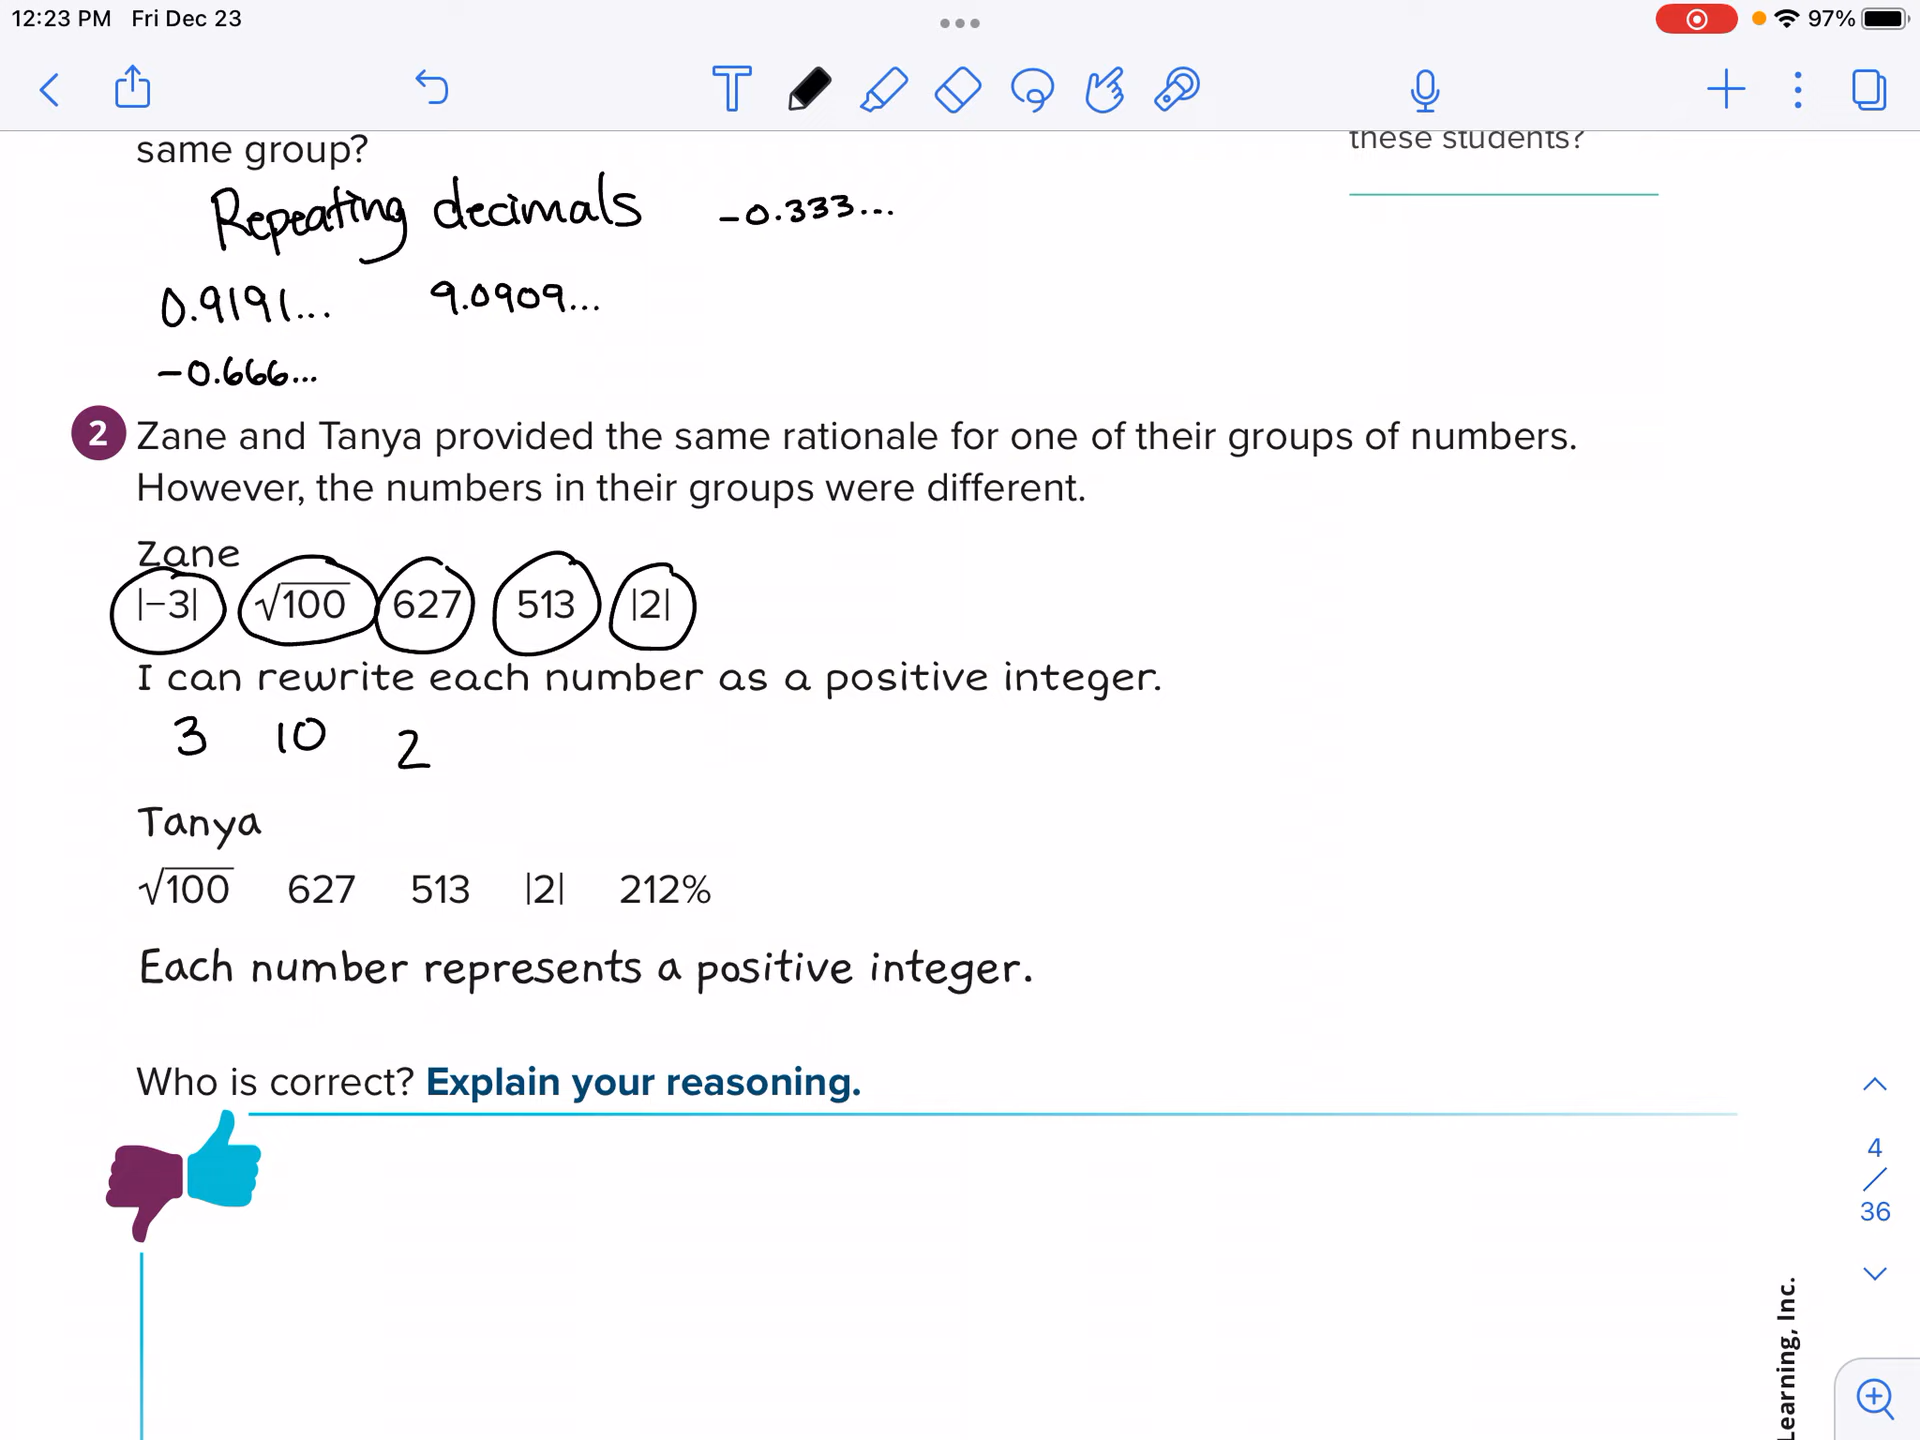 12:23 PM Fri Dec 23
97%
same group?
these students?
Repeating decimals -0.333...
0.9191... 9.0909...
-0.666...
2 Zane and Tanya provided the same rationale for one of their groups of numbers.
However, the numbers in their groups were different.
Zane
|−3| √100 627 513 |2|
I can rewrite each number as a positive integer.
3 10 2
Tanya
√100 627 513 |2| 212%
Each number represents a positive integer.
Who is correct? Explain your reasoning.
4
/
36
Learning, Inc.